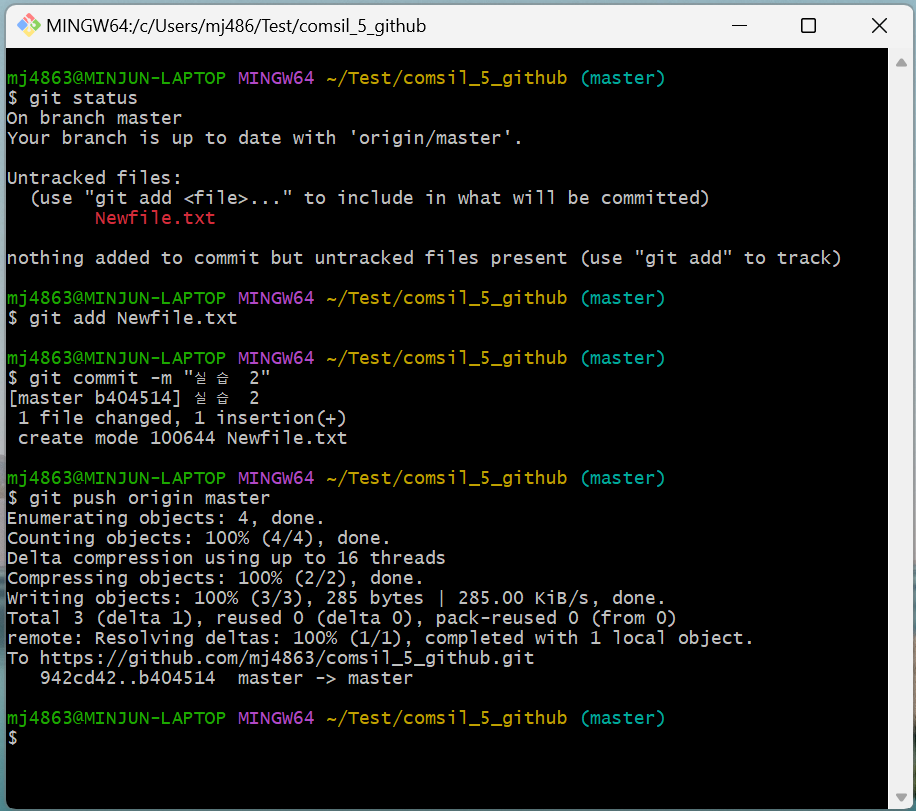 MINGW64:/c/Users/mj486/Test/comsil_5_github
mj4863@MINJUN-LAPTOP MINGW64 ~/Test/comsil_5_github (master)
$ git status
On branch master
Your branch is up to date with 'origin/master'.
Untracked files:
(use "git add <file>..." to include in what will be committed)
Newfile.txt
nothing added to commit but untracked files present (use "git add" to track)
mj4863@MINJUN-LAPTOP MINGW64 ~/Test/comsil_5_github (master)
$ git add Newfile.txt
mj4863@MINJUN-LAPTOP MINGW64 ~/Test/comsil_5_github (master)
$ git commit -m "실습 2"
[master b404514] 실습 2
1 file changed, 1 insertion(+)
create mode 100644 Newfile.txt
mj4863@MINJUN-LAPTOP MINGW64 ~/Test/comsil_5_github (master)
$ git push origin master
Enumerating objects: 4, done.
Counting objects: 100% (4/4), done.
Delta compression using up to 16 threads
Compressing objects: 100% (2/2), done.
Writing objects: 100% (3/3), 285 bytes | 285.00 KiB/s, done.
Total 3 (delta 1), reused 0 (delta 0), pack-reused 0 (from 0)
remote: Resolving deltas: 100% (1/1), completed with 1 local object.
To https://github.com/mj4863/comsil_5_github.git
942cd42..b404514  master -> master
mj4863@MINJUN-LAPTOP MINGW64 ~/Test/comsil_5_github (master)
$